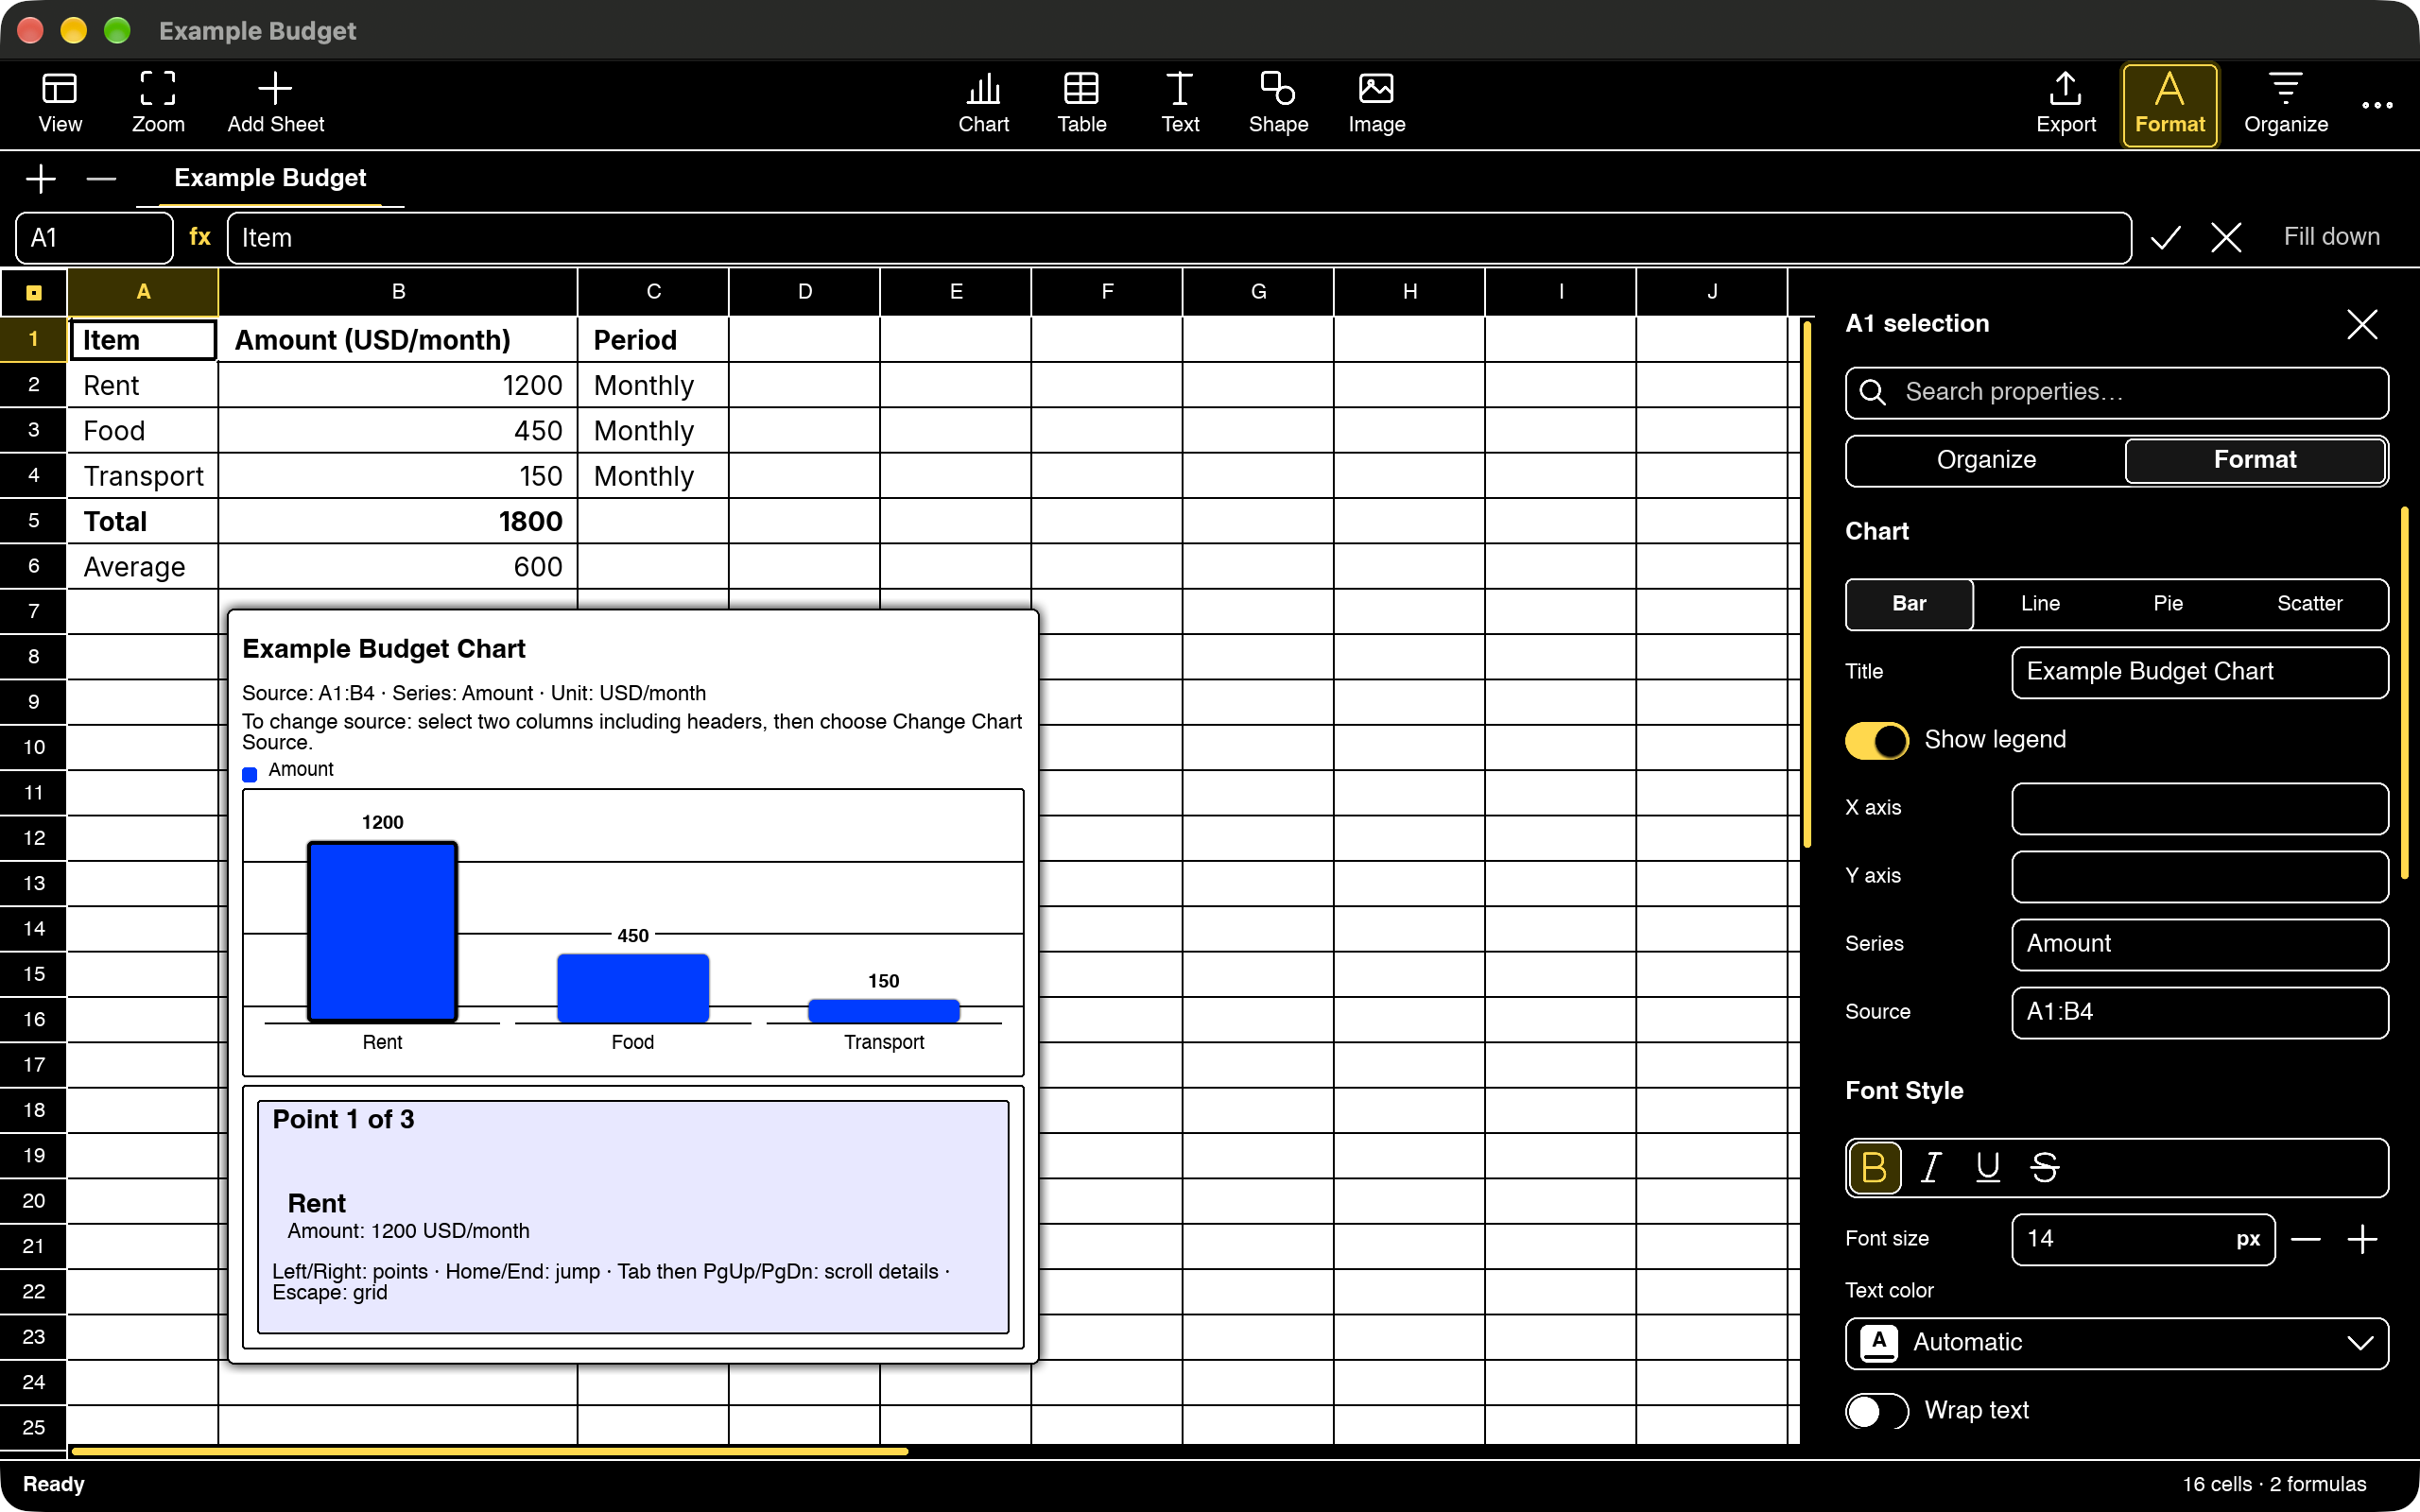 Example Budget
View
Zoom
Add Sheet
Chart
Table
Text
Shape
Image
Export
Format
Organize
Example Budget
A1
fx
Item
Fill down
A B C D E F G H I J
1 Item Amount (USD/month) Period
2 Rent 1200 Monthly
3 Food 450 Monthly
4 Transport 150 Monthly
5 Total 1800
6 Average 600
7
8
9
10
11
12
13
14
15
16
17
18
19
20
21
22
23
24
25
Example Budget Chart
Source: A1:B4 · Series: Amount · Unit: USD/month
To change source: select two columns including headers, then choose Change Chart
Source.
Amount
1200
450
150
Rent Food Transport
Point 1 of 3
Rent
Amount: 1200 USD/month
Left/Right: points · Home/End: jump · Tab then PgUp/PgDn: scroll details ·
Escape: grid
A1 selection
Search properties…
Organize Format
Chart
Bar Line Pie Scatter
Title Example Budget Chart
Show legend
X axis
Y axis
Series Amount
Source A1:B4
Font Style
B I U S
Font size 14 px
Text color
A Automatic
Wrap text
Ready
16 cells · 2 formulas